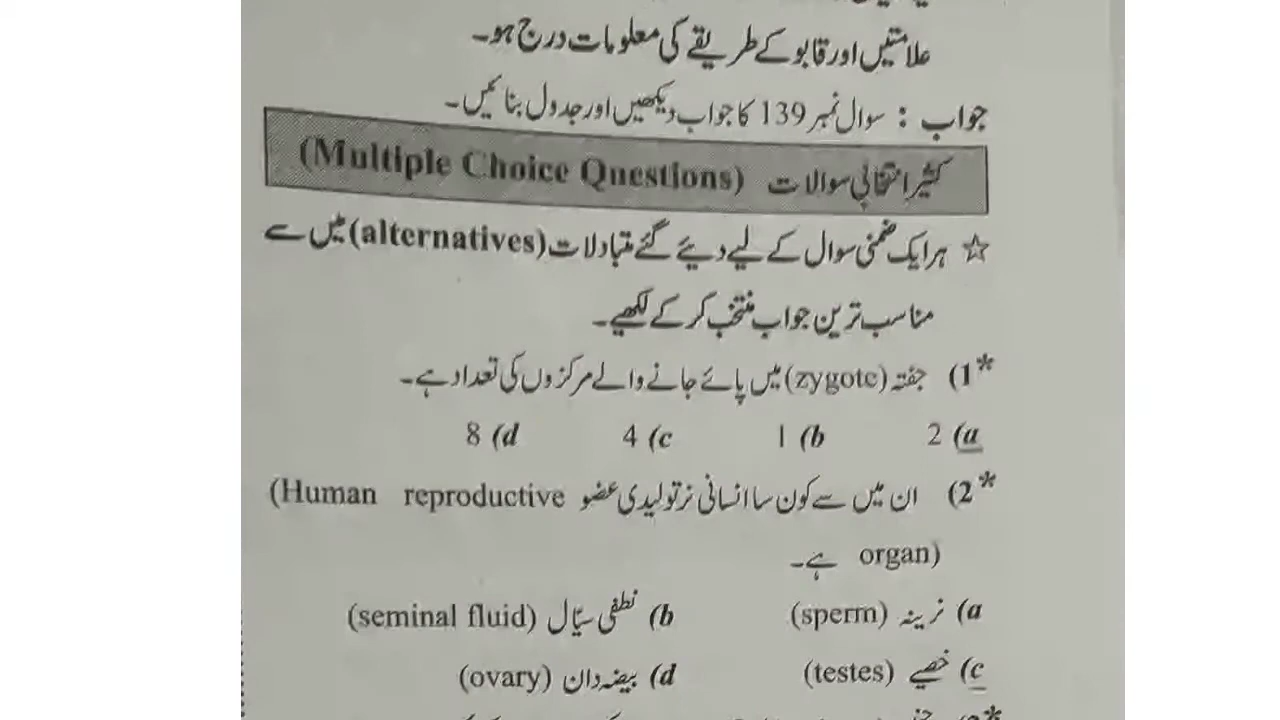 علامتیں اور قابو کے طریقے کی معلومات درج ہو۔
جواب : سوال نمبر 139 کا جواب دیکھیں اور جدول بنائیں۔
کثیر انتخابی سوالات (Multiple Choice Questions)
☆ ہر ایک ضمنی سوال کے لیے دیئے گئے متبادلات (alternatives) میں سے
مناسب ترین جواب منتخب کر کے لکھیے۔
*1) جفتہ (zygote) میں پائے جانے والے مرکزوں کی تعداد ہے۔
a) 2 b) 1 c) 4 d) 8
*2) ان میں سے کون سا انسانی نر تولیدی عضو (Human reproductive
organ) ہے۔
a) نرینہ (sperm) b) نطفی سیّال (seminal fluid)
c) خصیے (testes) d) بیضہ دان (ovary)